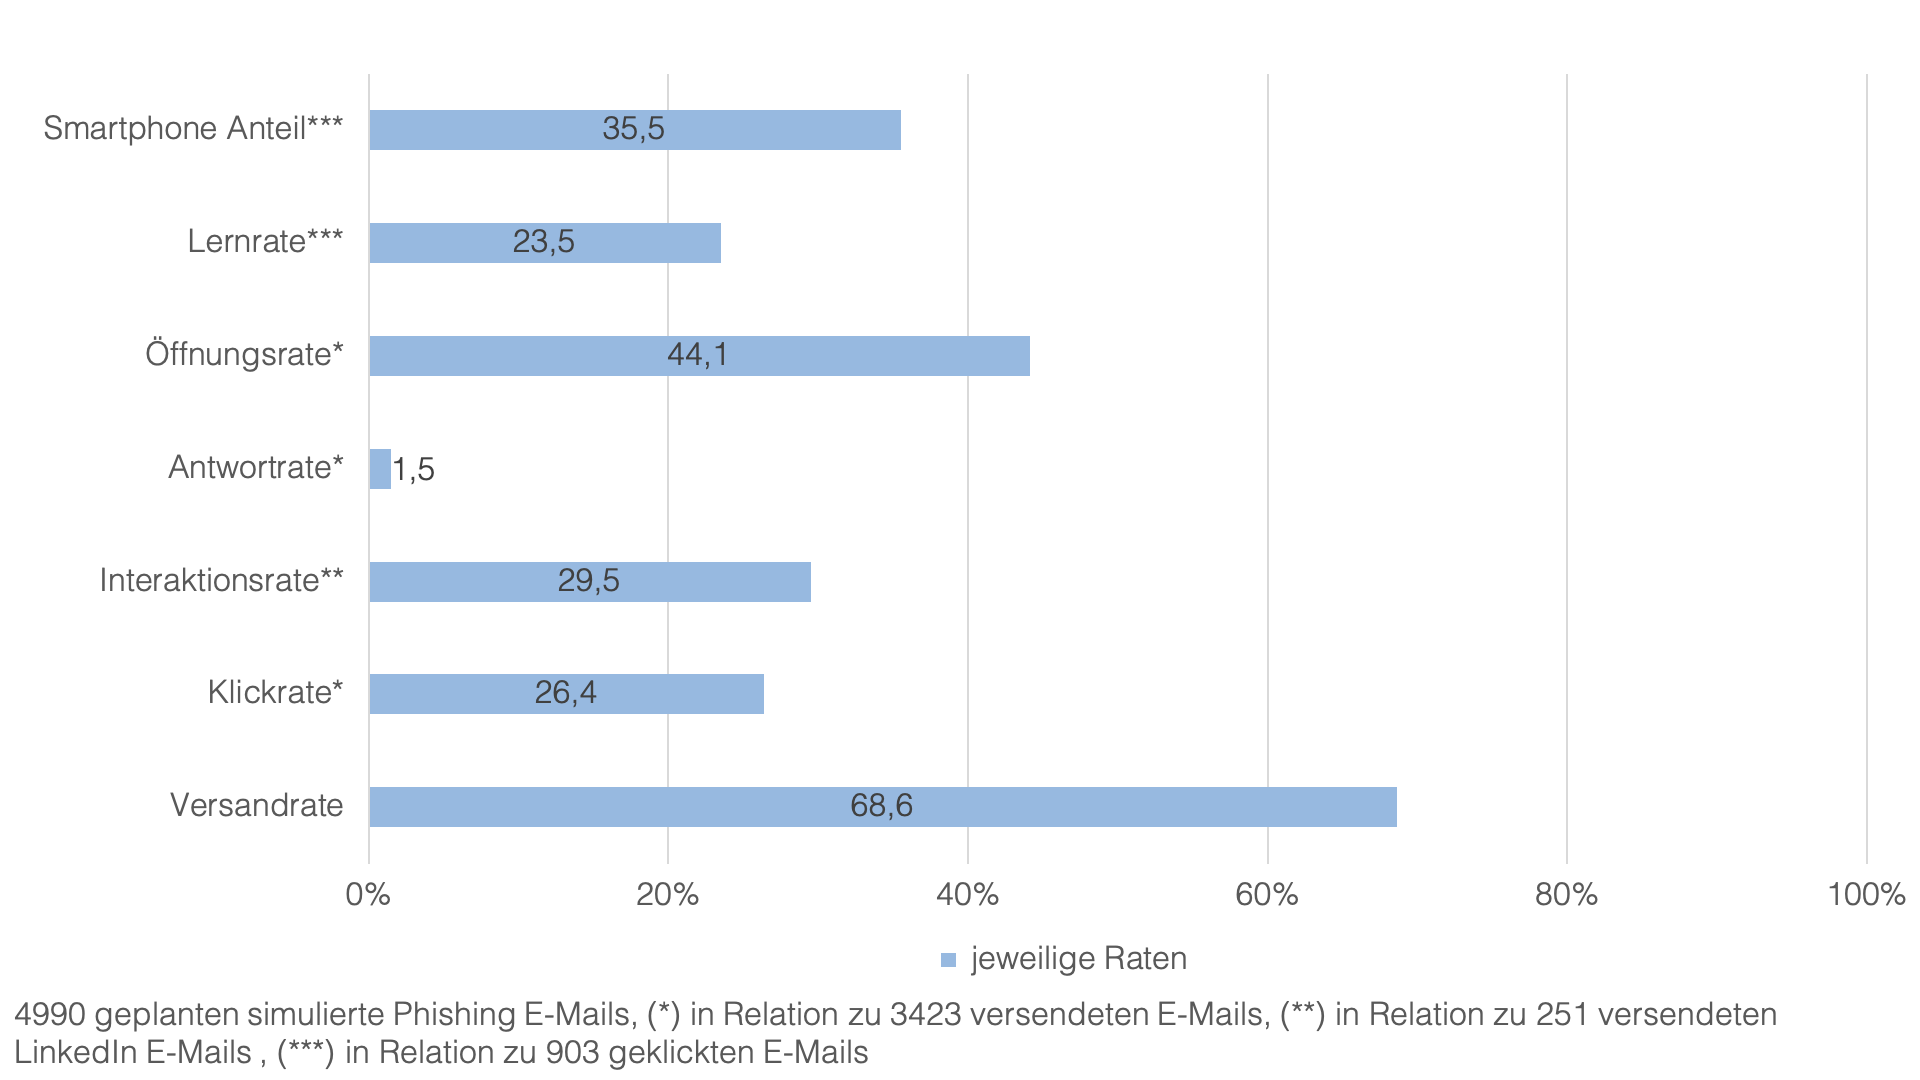 Smartphone Anteil***
35,5
Lernrate***
23,5
Öffnungsrate*
44,1
Antwortrate*
1,5
Interaktionsrate**
29,5
Klickrate*
26,4
Versandrate
68,6
0% 20% 40% 60% 80% 100%
jeweilige Raten
4990 geplanten simulierte Phishing E-Mails, (*) in Relation zu 3423 versendeten E-Mails, (**) in Relation zu 251 versendeten
LinkedIn E-Mails , (***) in Relation zu 903 geklickten E-Mails